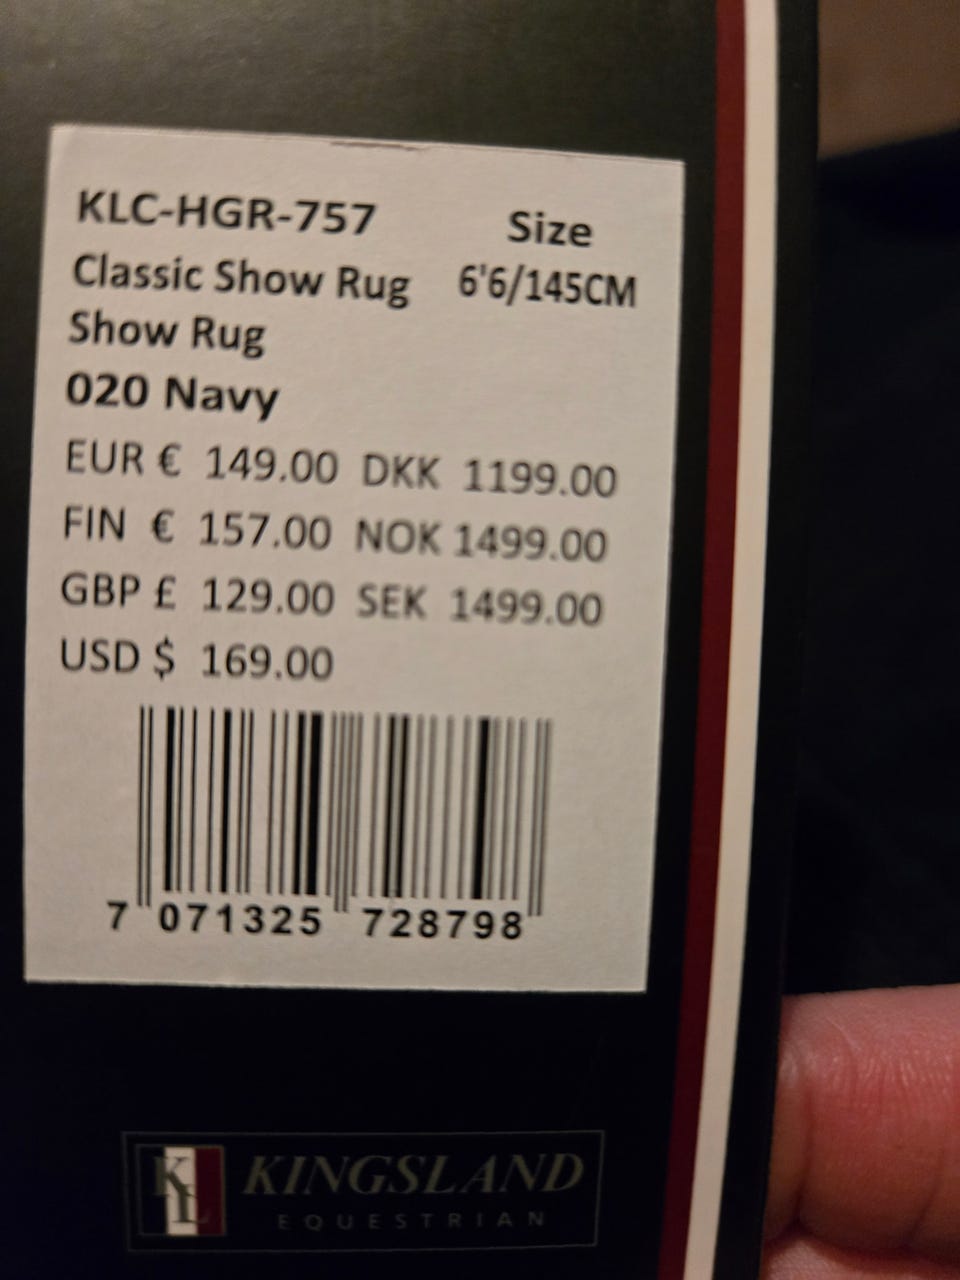 KLC-HGR-757 Size
Classic Show Rug 6'6/145CM
Show Rug
020 Navy
EUR € 149.00 DKK 1199.00
FIN € 157.00 NOK 1499.00
GBP £ 129.00 SEK 1499.00
USD $ 169.00
7 071325 728798
KL KINGSLAND
EQUESTRIAN